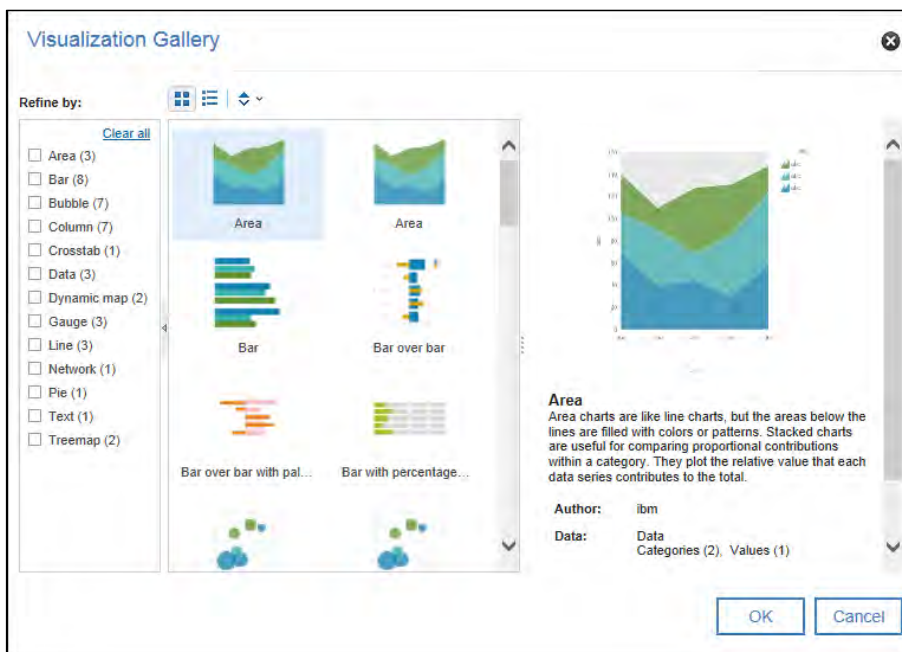 Visualization Gallery
Refine by:
Clear all
Area (3)
Bar (8)
Bubble (7)
Column (7)
Crosstab (1)
Data (3)
Dynamic map (2)
Gauge (3)
Line (3)
Network (1)
Pie (1)
Text (1)
Treemap (2)
Area
Area
Bar
Bar over bar
Bar over bar with pal...
Bar with percentage...
Area
Area charts are like line charts, but the areas below the
lines are filled with colors or patterns. Stacked charts
are useful for comparing proportional contributions
within a category. They plot the relative value that each
data series contributes to the total.
Author: ibm
Data: Data
Categories (2), Values (1)
OK
Cancel